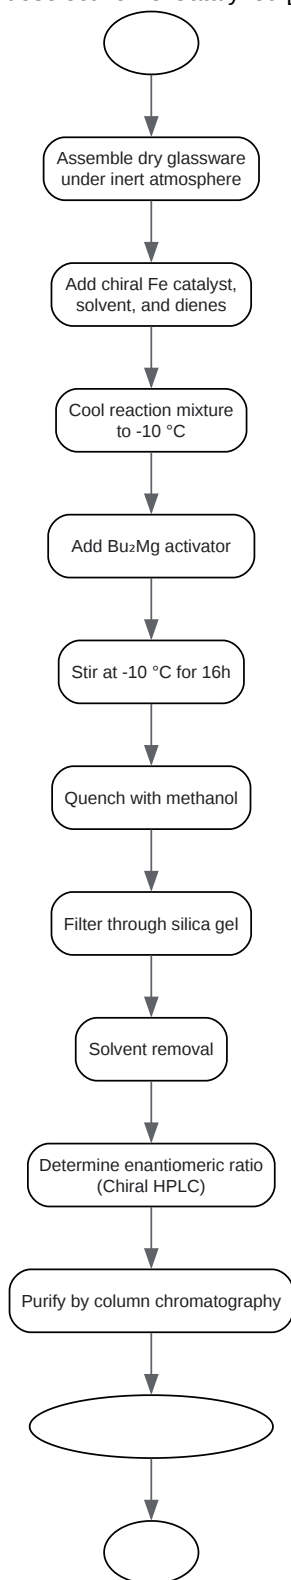 Assemble dry glassware
under inert atmosphere
Add chiral Fe catalyst,
solvent, and dienes
Cool reaction mixture
to -10 °C
Add Bu₂Mg activator
Stir at -10 °C for 16h
Quench with methanol
Filter through silica gel
Solvent removal
Determine enantiomeric ratio
(Chiral HPLC)
Purify by column chromatography